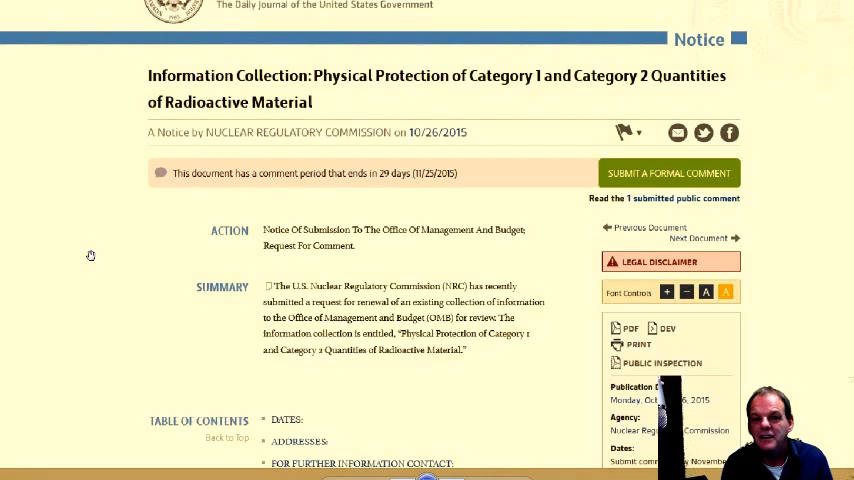 The Daily Journal of the United States Government
Notice
Information Collection: Physical Protection of Category 1 and Category 2 Quantities
of Radioactive Material
A Notice by NUCLEAR REGULATORY COMMISSION on 10/26/2015
This document has a comment period that ends in 29 days (11/25/2015)
SUBMIT A FORMAL COMMENT
Read the 1 submitted public comment
ACTION
Notice Of Submission To The Office Of Management And Budget;
Request For Comment.
Previous Document
Next Document
LEGAL DISCLAIMER
SUMMARY
The U.S. Nuclear Regulatory Commission (NRC) has recently
submitted a request for renewal of an existing collection of information
to the Office of Management and Budget (OMB) for review. The
information collection is entitled, “Physical Protection of Category 1
and Category 2 Quantities of Radioactive Material.”
Font Controls + – A A
PDF DEV
PRINT
PUBLIC INSPECTION
Publication
Monday, 6, 2015
Agency:
Nuclear Commission
Dates:
Submit
TABLE OF CONTENTS
Back to Top
DATES:
ADDRESSES:
FOR FURTHER INFORMATION CONTACT: